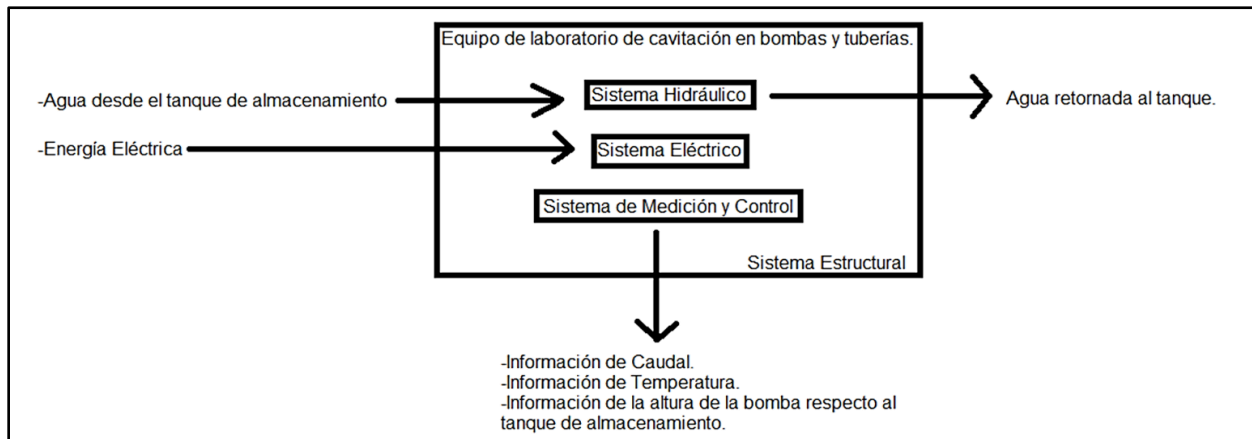 Equipo de laboratorio de cavitación en bombas y tuberías.
-Agua desde el tanque de almacenamiento
Sistema Hidráulico
Agua retornada al tanque.
-Energía Eléctrica
Sistema Eléctrico
Sistema de Medición y Control
Sistema Estructural
-Información de Caudal.
-Información de Temperatura.
-Información de la altura de la bomba respecto al
tanque de almacenamiento.